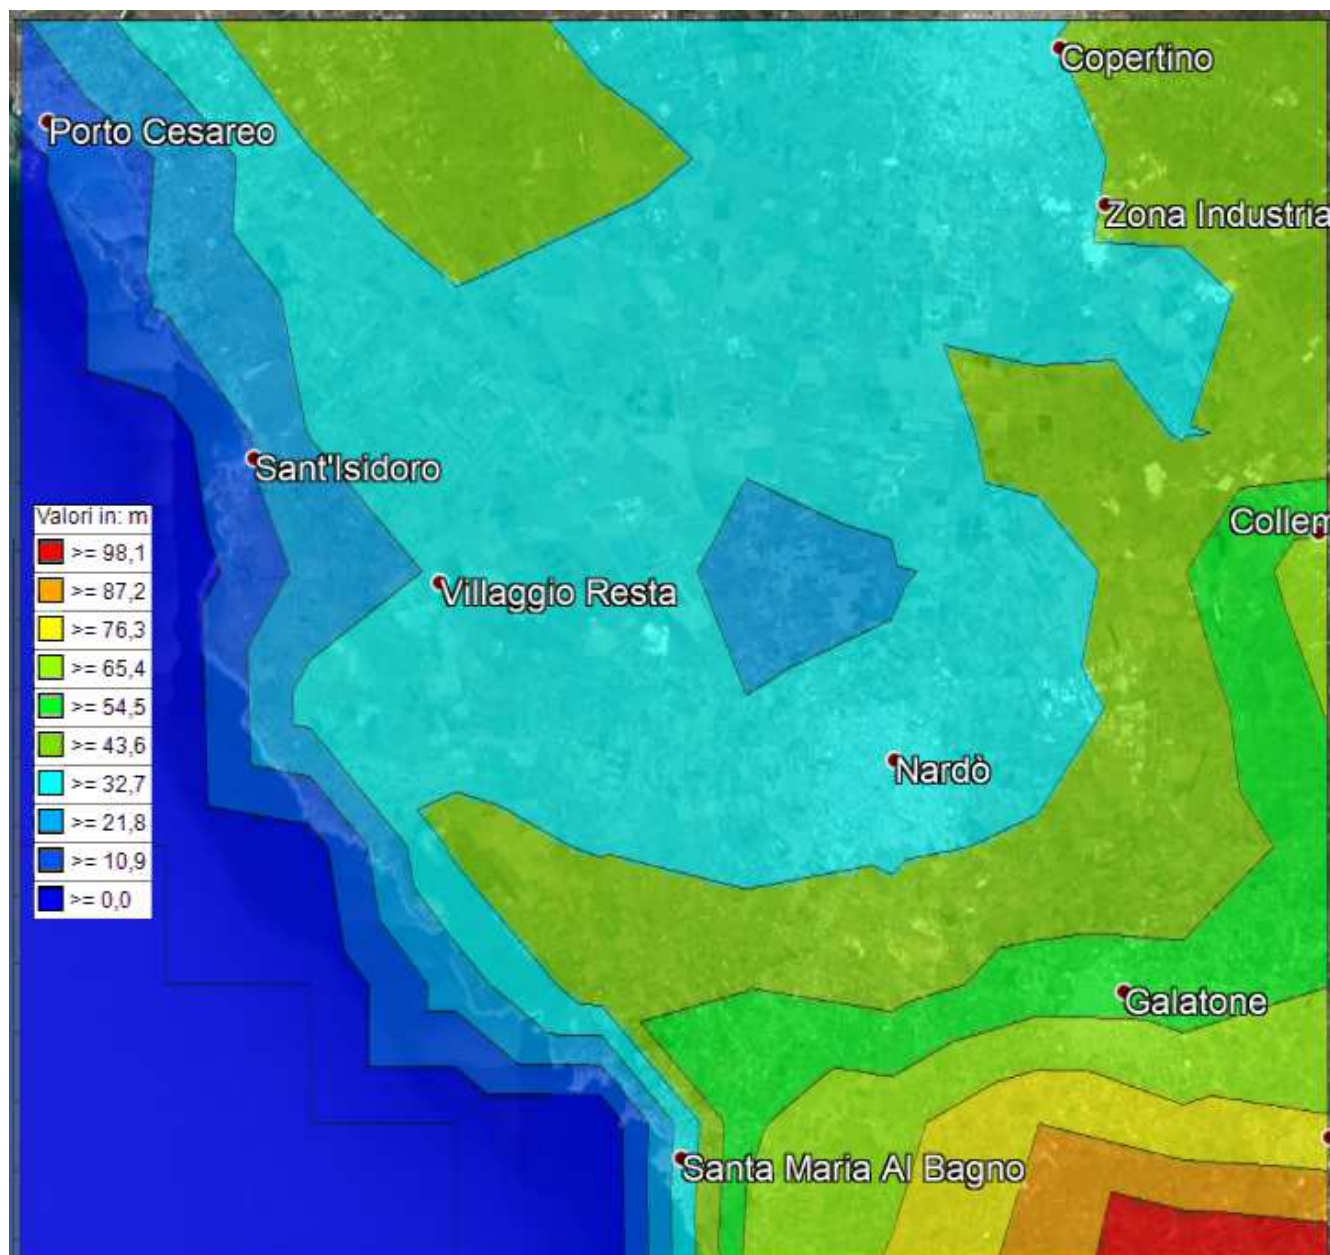 Copertino
Porto Cesareo
Zona Industria
Sant'Isidoro
Collem
Villaggio Resta
Valori in: m
>= 98,1
>= 87,2
>= 76,3
>= 65,4
>= 54,5
>= 43,6
>= 32,7
>= 21,8
>= 10,9
>= 0,0
Nardò
Galatone
Santa Maria Al Bagno